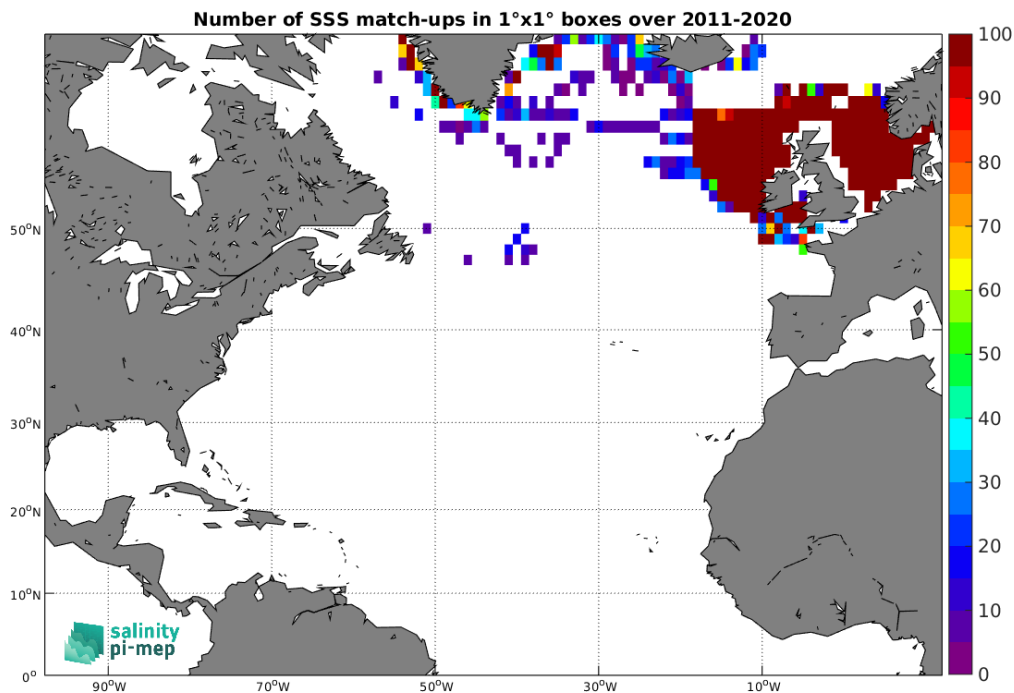 Number of SSS match-ups in 1°x1° boxes over 2011-2020
100
90
80
70
60
50
40
30
20
10
0
50°N
40°N
30°N
20°N
10°N
0°
90°W 70°W 50°W 30°W 10°W
salinity
pi-mep